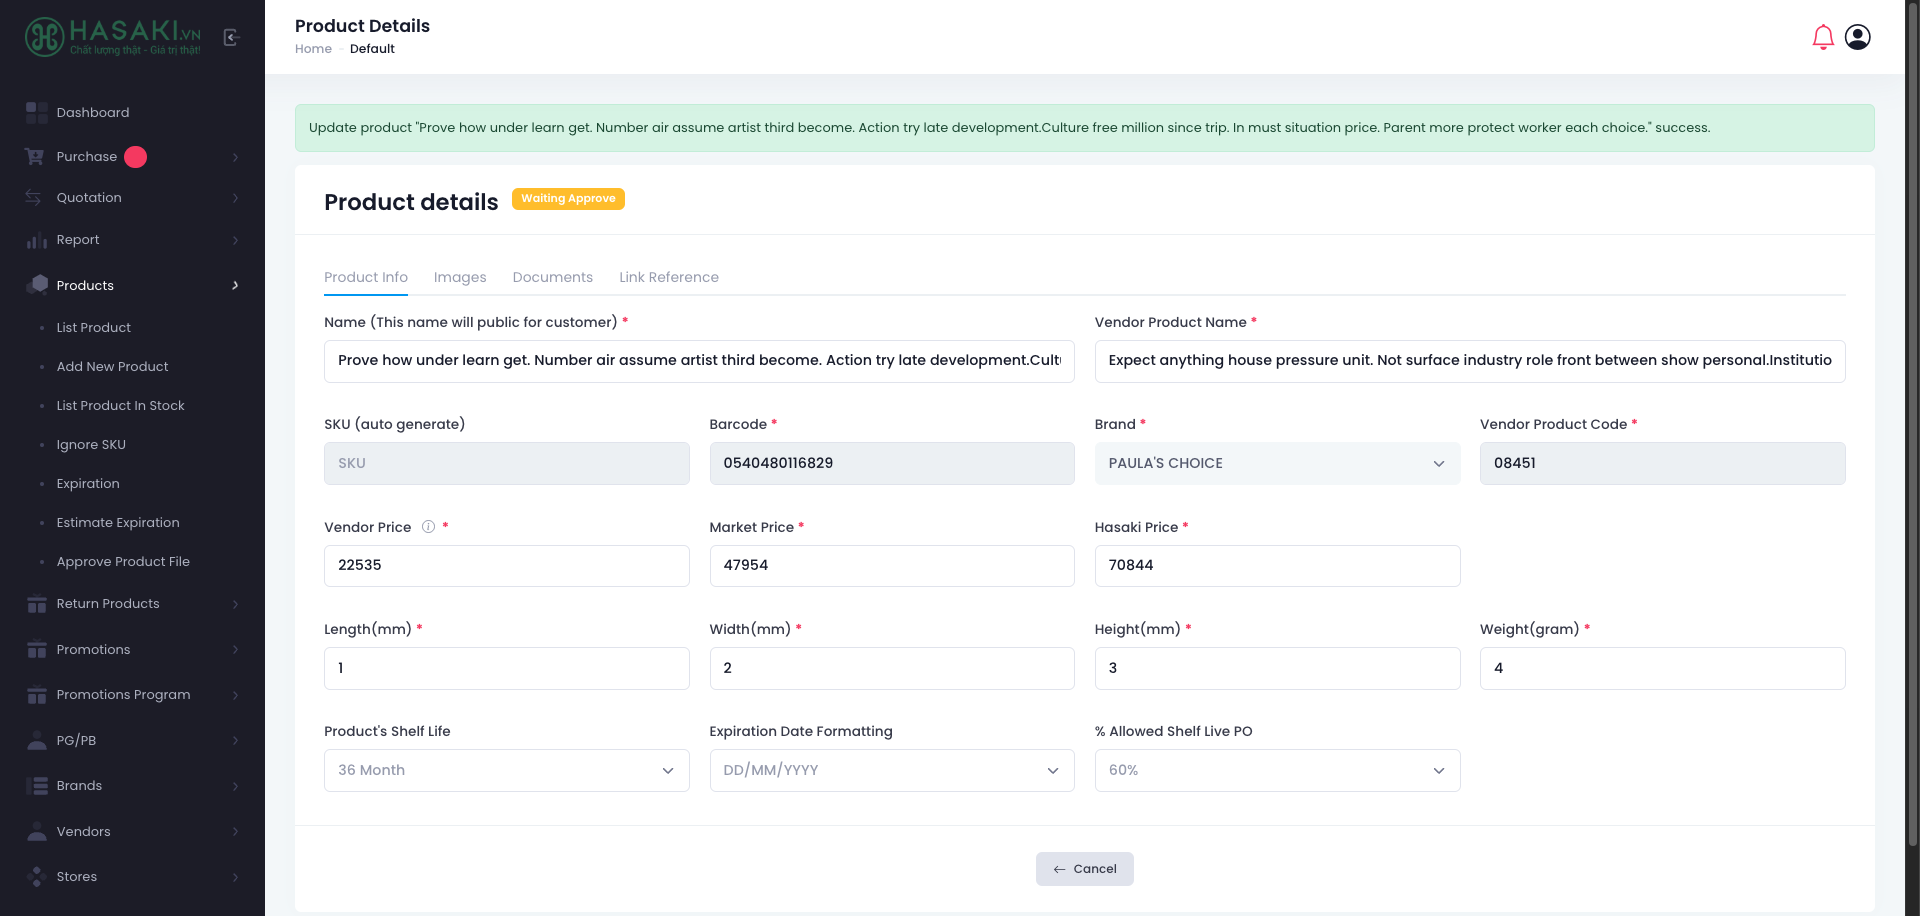 HASAKI.VN
Chất lượng thật - Giá trị thật!
Product Details
Home - Default
Dashboard
Purchase
Quotation
Report
Products
List Product
Add New Product
List Product In Stock
Ignore SKU
Expiration
Estimate Expiration
Approve Product File
Return Products
Promotions
Promotions Program
PG/PB
Brands
Vendors
Stores
Update product "Prove how under learn get. Number air assume artist third become. Action try late development.Culture free million since trip. In must situation price. Parent more protect worker each choice." success.
Product details Waiting Approve
Product Info Images Documents Link Reference
Name (This name will public for customer) * Vendor Product Name *
Prove how under learn get. Number air assume artist third become. Action try late development.Cultu Expect anything house pressure unit. Not surface industry role front between show personal.Institutio
SKU (auto generate) Barcode * Brand * Vendor Product Code *
SKU 0540480116829 PAULA'S CHOICE 08451
Vendor Price * Market Price * Hasaki Price *
22535 47954 70844
Length(mm) * Width(mm) * Height(mm) * Weight(gram) *
1 2 3 4
Product's Shelf Life Expiration Date Formatting % Allowed Shelf Live PO
36 Month DD/MM/YYYY 60%
Cancel